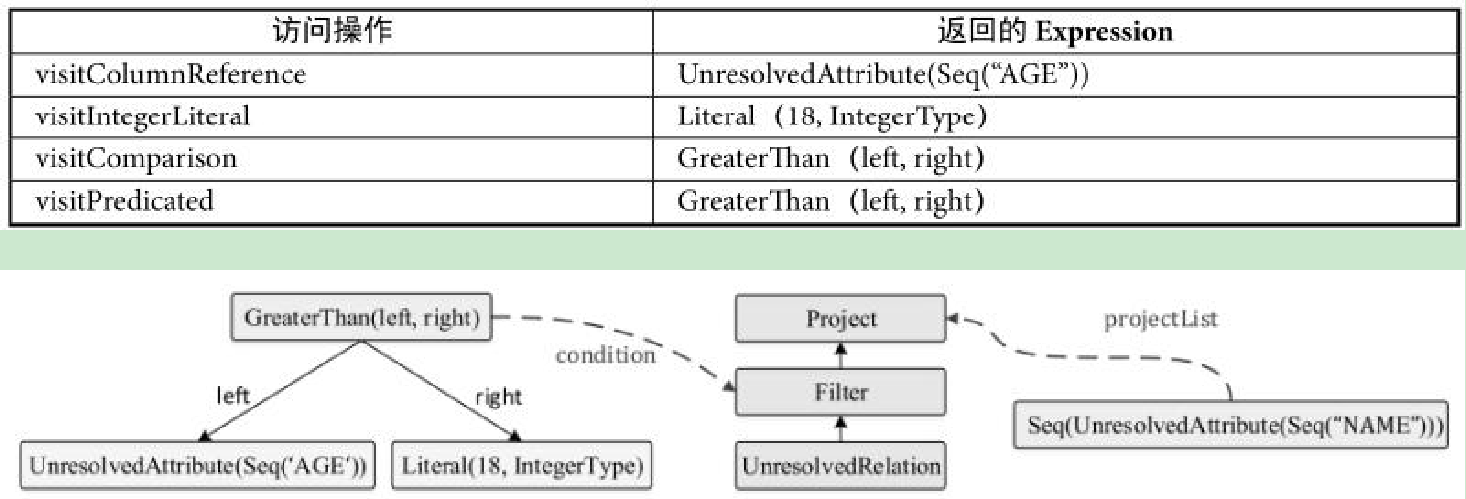 访问操作 返回的 Expression
visitColumnReference UnresolvedAttribute(Seq(“AGE”))
visitIntegerLiteral Literal（18, IntegerType）
visitComparison GreaterThan（left, right）
visitPredicated GreaterThan（left, right）
GreaterThan(left, right)
condition
left
right
UnresolvedAttribute(Seq('AGE'))
Literal(18, IntegerType)
Project
Filter
UnresolvedRelation
projectList
Seq(UnresolvedAttribute(Seq("NAME")))